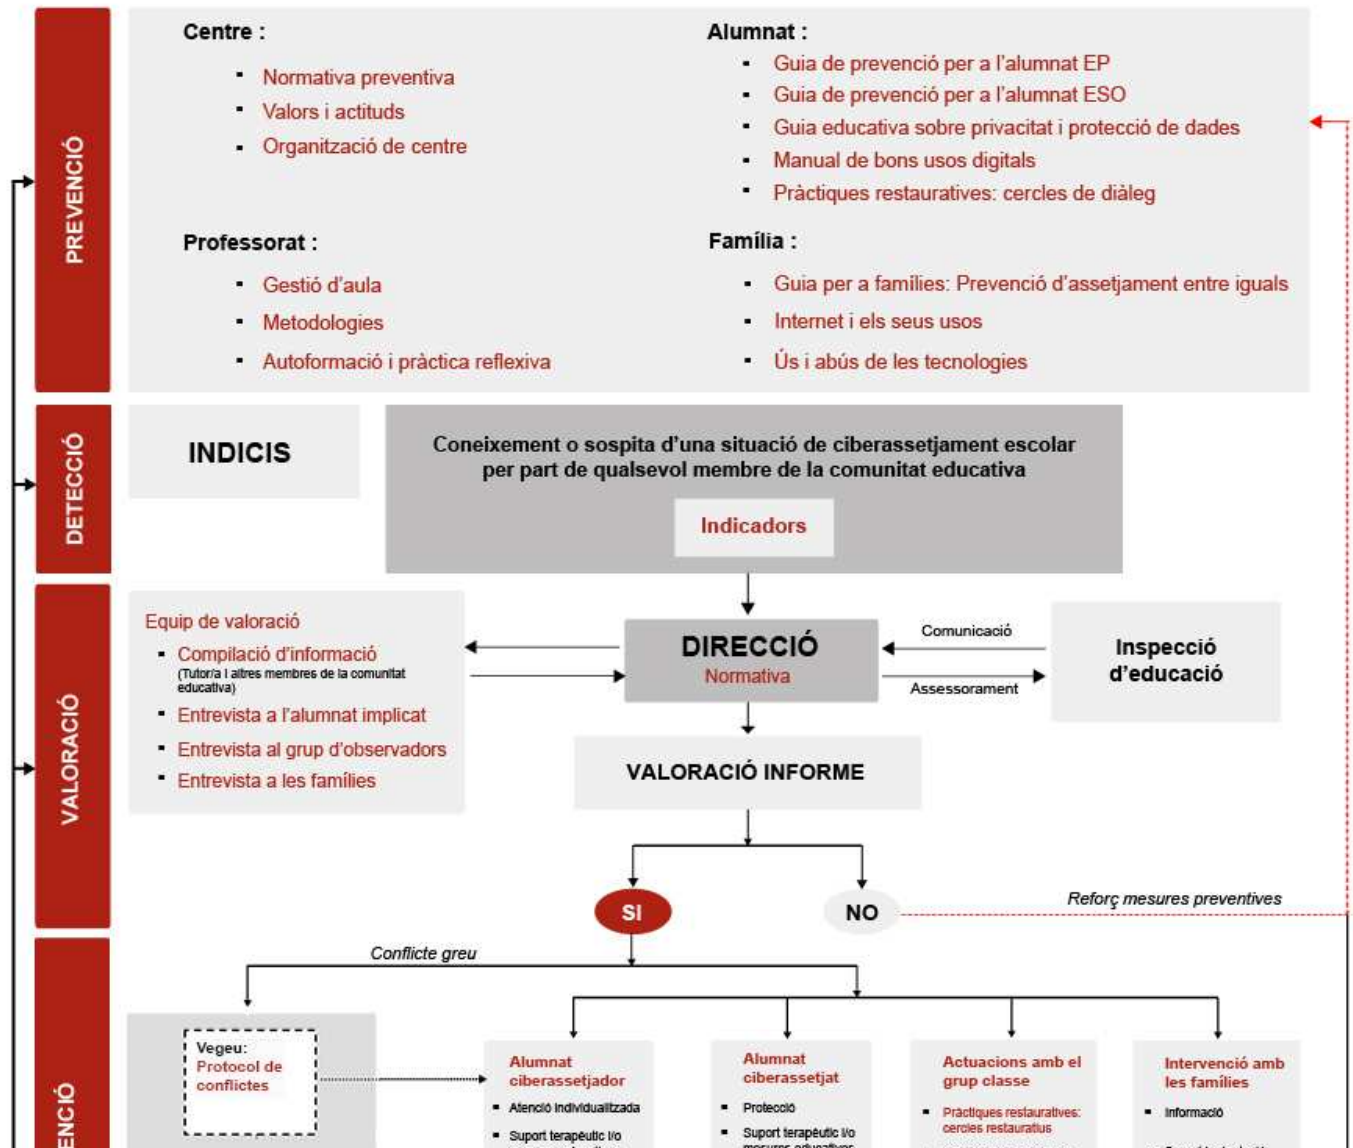 PREVENCIÓ
Centre :
▪ Normativa preventiva
▪ Valors i actituds
▪ Organització de centre
Alumnat :
▪ Guia de prevenció per a l'alumnat EP
▪ Guia de prevenció per a l'alumnat ESO
▪ Guia educativa sobre privacitat i protecció de dades
▪ Manual de bons usos digitals
▪ Pràctiques restauratives: cercles de diàleg
Professorat :
▪ Gestió d'aula
▪ Metodologies
▪ Autoformació i pràctica reflexiva
Família :
▪ Guia per a famílies: Prevenció d'assetjament entre iguals
▪ Internet i els seus usos
▪ Ús i abús de les tecnologies
DETECCIÓ
INDICIS
Coneixement o sospita d'una situació de ciberassetjament escolar
per part de qualsevol membre de la comunitat educativa
Indicadors
VALORACIÓ
Equip de valoració
▪ Compilació d'informació
(Tutor/a i altres membres de la comunitat
educativa)
▪ Entrevista a l'alumnat implicat
▪ Entrevista al grup d'observadors
▪ Entrevista a les famílies
DIRECCIÓ
Normativa
Comunicació
Assessorament
Inspecció
d'educació
VALORACIÓ INFORME
SI
NO
Reforç mesures preventives
Conflicte greu
ENCIÓ
Vegeu:
Protocol de
conflictes
Alumnat
ciberassetjador
▪ Atenció individualitzada
▪ Suport terapèutic i/o
Alumnat
ciberassetjat
▪ Protecció
▪ Suport terapèutic i/o
mesures educatives
Actuacions amb el
grup classe
▪ Pràctiques restauratives:
cercles restauratius
Intervenció amb
les famílies
▪ Informació